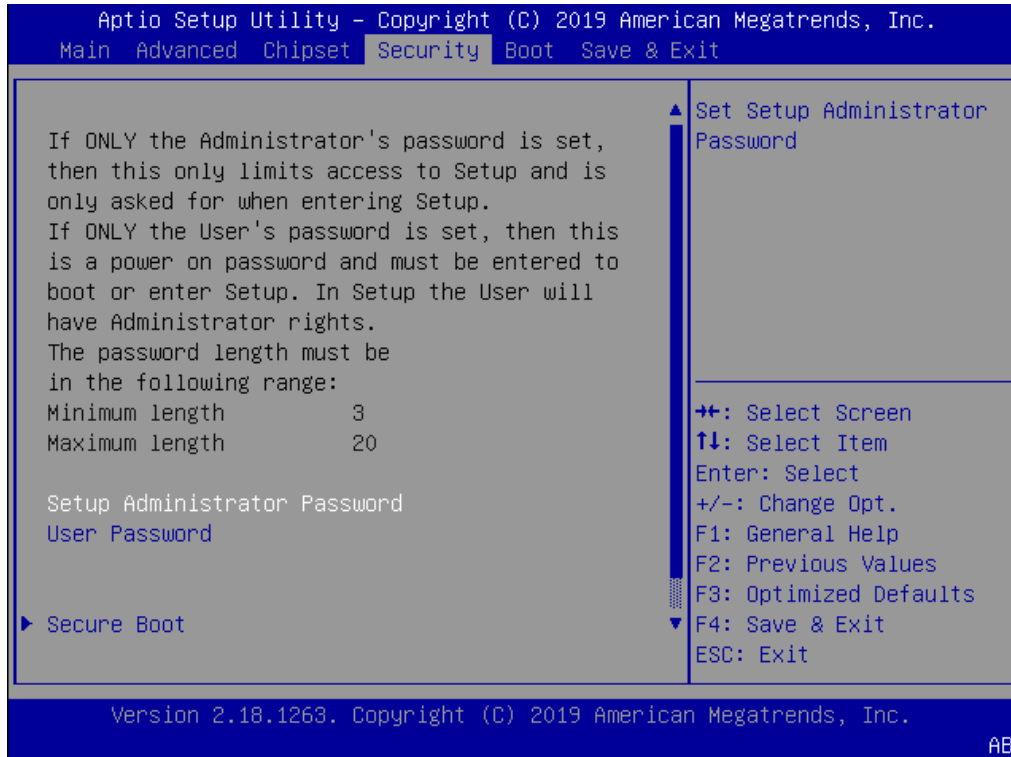 Aptio Setup Utility – Copyright (C) 2019 American Megatrends, Inc.
Main Advanced Chipset Security Boot Save & Exit
If ONLY the Administrator's password is set,
then this only limits access to Setup and is
only asked for when entering Setup.
If ONLY the User's password is set, then this
is a power on password and must be entered to
boot or enter Setup. In Setup the User will
have Administrator rights.
The password length must be
in the following range:
Minimum length 3
Maximum length 20
Setup Administrator Password
User Password
Secure Boot
Set Setup Administrator
Password
→←: Select Screen
↑↓: Select Item
Enter: Select
+/-: Change Opt.
F1: General Help
F2: Previous Values
F3: Optimized Defaults
F4: Save & Exit
ESC: Exit
Version 2.18.1263. Copyright (C) 2019 American Megatrends, Inc.
AB